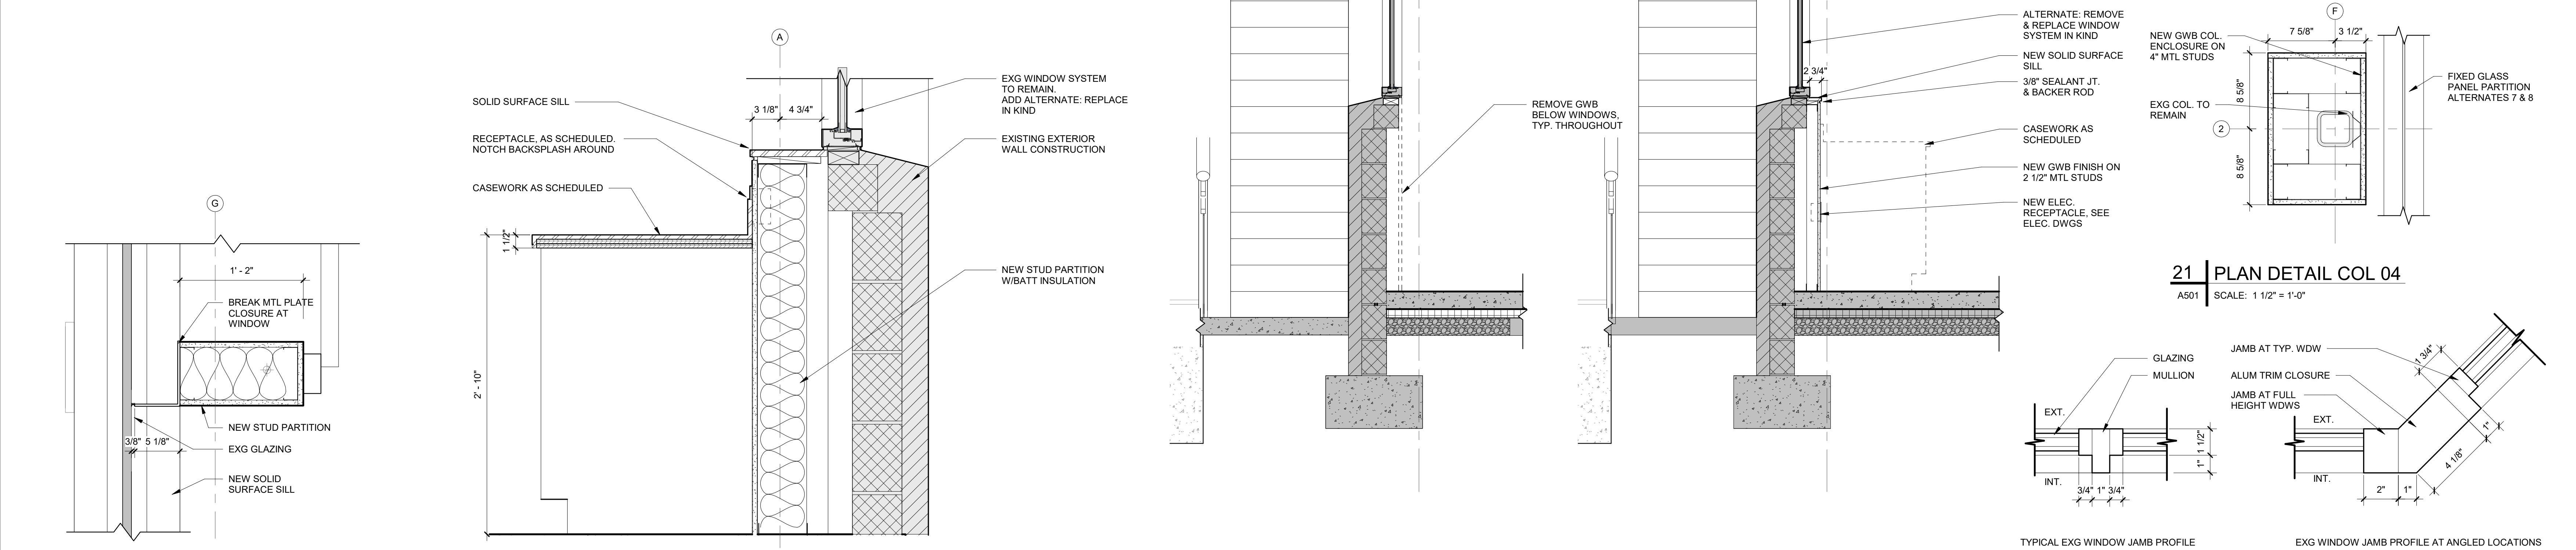 G
1' - 2"
BREAK MTL PLATE
CLOSURE AT
WINDOW
NEW STUD PARTITION
3/8" 5 1/8"
EXG GLAZING
NEW SOLID
SURFACE SILL
A
SOLID SURFACE SILL
3 1/8" 4 3/4"
RECEPTACLE, AS SCHEDULED.
NOTCH BACKSPLASH AROUND
CASEWORK AS SCHEDULED
1 1/2"
2' - 10"
EXG WINDOW SYSTEM
TO REMAIN.
ADD ALTERNATE: REPLACE
IN KIND
EXISTING EXTERIOR
WALL CONSTRUCTION
NEW STUD PARTITION
W/BATT INSULATION
REMOVE GWB
BELOW WINDOWS,
TYP. THROUGHOUT
2 3/4"
ALTERNATE: REMOVE
& REPLACE WINDOW
SYSTEM IN KIND
NEW SOLID SURFACE
SILL
3/8" SEALANT JT.
& BACKER ROD
CASEWORK AS
SCHEDULED
NEW GWB FINISH ON
2 1/2" MTL STUDS
NEW ELEC.
RECEPTACLE, SEE
ELEC. DWGS
F
7 5/8" 3 1/2"
NEW GWB COL.
ENCLOSURE ON
4" MTL STUDS
EXG COL. TO
REMAIN
2
8 5/8"
8 5/8"
FIXED GLASS
PANEL PARTITION
ALTERNATES 7 & 8
21 PLAN DETAIL COL 04
A501 SCALE: 1 1/2" = 1'-0"
GLAZING
MULLION
EXT.
INT.
1 1/2"
1"
3/4" 1" 3/4"
TYPICAL EXG WINDOW JAMB PROFILE
JAMB AT TYP. WDW
ALUM TRIM CLOSURE
JAMB AT FULL
HEIGHT WDWS
EXT.
INT.
1 3/4"
1"
4 1/8"
2" 1"
EXG WINDOW JAMB PROFILE AT ANGLED LOCATIONS